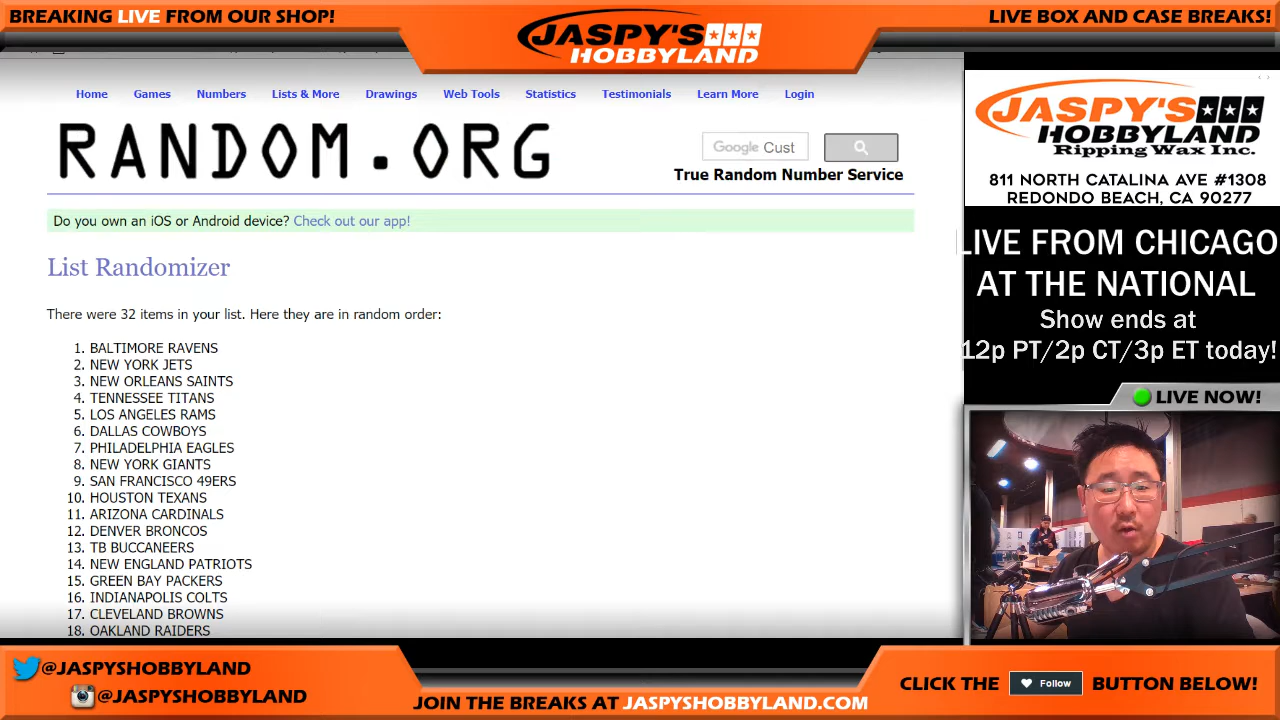 BREAKING LIVE FROM OUR SHOP!
JASPY'S
HOBBYLAND
LIVE BOX AND CASE BREAKS!
Home Games Numbers Lists & More Drawings Web Tools Statistics Testimonials Learn More Login
RANDOM.ORG
Google Cust
True Random Number Service
Do you own an iOS or Android device? Check out our app!
List Randomizer
There were 32 items in your list. Here they are in random order:
1. BALTIMORE RAVENS
2. NEW YORK JETS
3. NEW ORLEANS SAINTS
4. TENNESSEE TITANS
5. LOS ANGELES RAMS
6. DALLAS COWBOYS
7. PHILADELPHIA EAGLES
8. NEW YORK GIANTS
9. SAN FRANCISCO 49ERS
10. HOUSTON TEXANS
11. ARIZONA CARDINALS
12. DENVER BRONCOS
13. TB BUCCANEERS
14. NEW ENGLAND PATRIOTS
15. GREEN BAY PACKERS
16. INDIANAPOLIS COLTS
17. CLEVELAND BROWNS
18. OAKLAND RAIDERS
JASPY'S
HOBBYLAND
Ripping Wax Inc.
811 NORTH CATALINA AVE #1308
REDONDO BEACH, CA 90277
LIVE FROM CHICAGO
AT THE NATIONAL
Show ends at
12p PT/2p CT/3p ET today!
LIVE NOW!
@JASPYSHOBBYLAND
@JASPYSHOBBYLAND
JOIN THE BREAKS AT JASPYSHOBBYLAND.COM
CLICK THE Follow BUTTON BELOW!